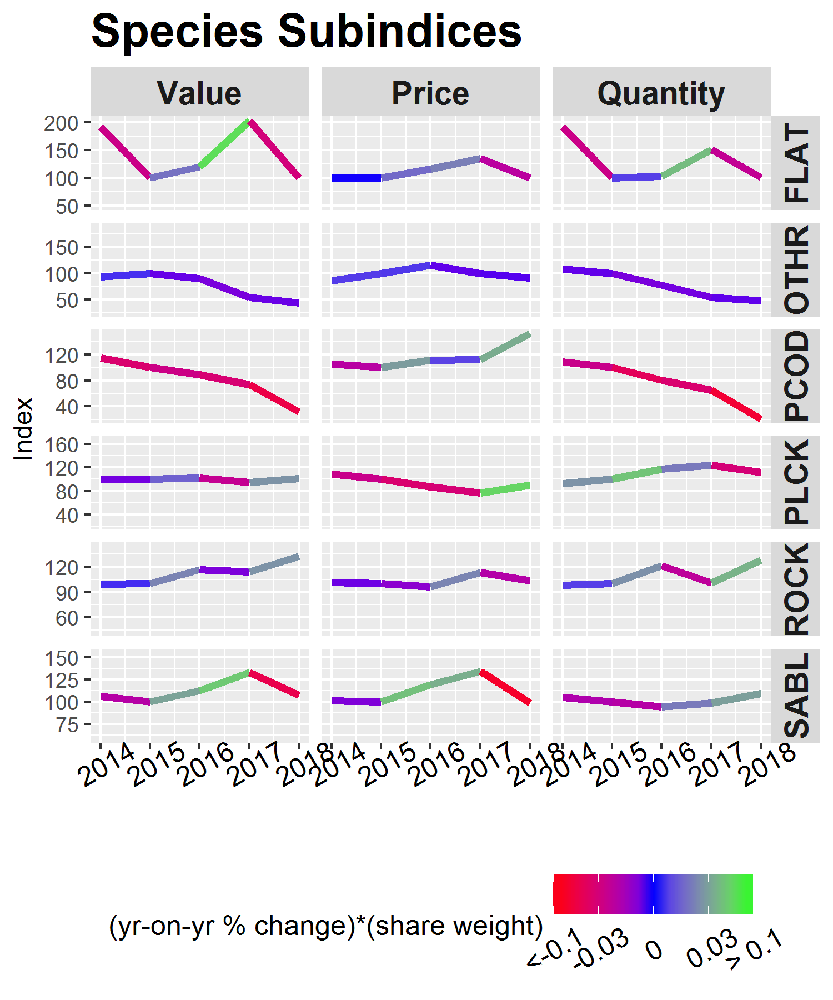 Species Subindices
Value Price Quantity
200
150
100
50
FLAT
150
100
50
OTHR
120
80
40
PCOD
Index
160
120
80
40
PLCK
120
90
60
ROCK
150
125
100
75
SABL
2014 2015 2016 2017 2018 2014 2015 2016 2017 2018 2014 2015 2016 2017 2018
(yr-on-yr % change)*(share weight)
<-0.1 -0.03 0 0.03 > 0.1